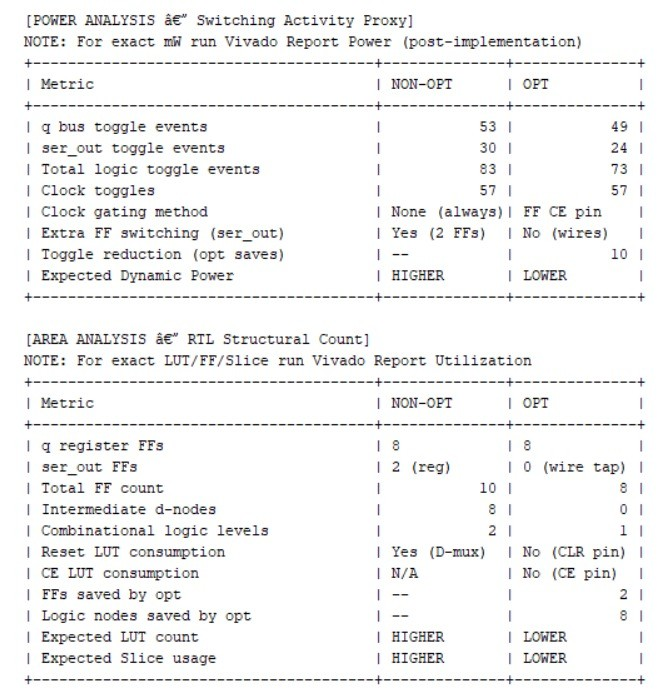 [POWER ANALYSIS â€" Switching Activity Proxy]
NOTE: For exact mW run Vivado Report Power (post-implementation)
+----------------------------------------+--------------+--------------+
| Metric | NON-OPT | OPT |
+----------------------------------------+--------------+--------------+
| q bus toggle events | 53 | 49 |
| ser_out toggle events | 30 | 24 |
| Total logic toggle events | 83 | 73 |
| Clock toggles | 57 | 57 |
| Clock gating method | None (always)| FF CE pin |
| Extra FF switching (ser_out) | Yes (2 FFs) | No (wires) |
| Toggle reduction (opt saves) | -- | 10 |
| Expected Dynamic Power | HIGHER | LOWER |
+----------------------------------------+--------------+--------------+
[AREA ANALYSIS â€" RTL Structural Count]
NOTE: For exact LUT/FF/Slice run Vivado Report Utilization
+----------------------------------------+--------------+--------------+
| Metric | NON-OPT | OPT |
+----------------------------------------+--------------+--------------+
| q register FFs | 8 | 8 |
| ser_out FFs | 2 (reg) | 0 (wire tap) |
| Total FF count | 10 | 8 |
| Intermediate d-nodes | 8 | 0 |
| Combinational logic levels | 2 | 1 |
| Reset LUT consumption | Yes (D-mux) | No (CLR pin) |
| CE LUT consumption | N/A | No (CE pin) |
| FFs saved by opt | -- | 2 |
| Logic nodes saved by opt | -- | 8 |
| Expected LUT count | HIGHER | LOWER |
| Expected Slice usage | HIGHER | LOWER |
+----------------------------------------+--------------+--------------+